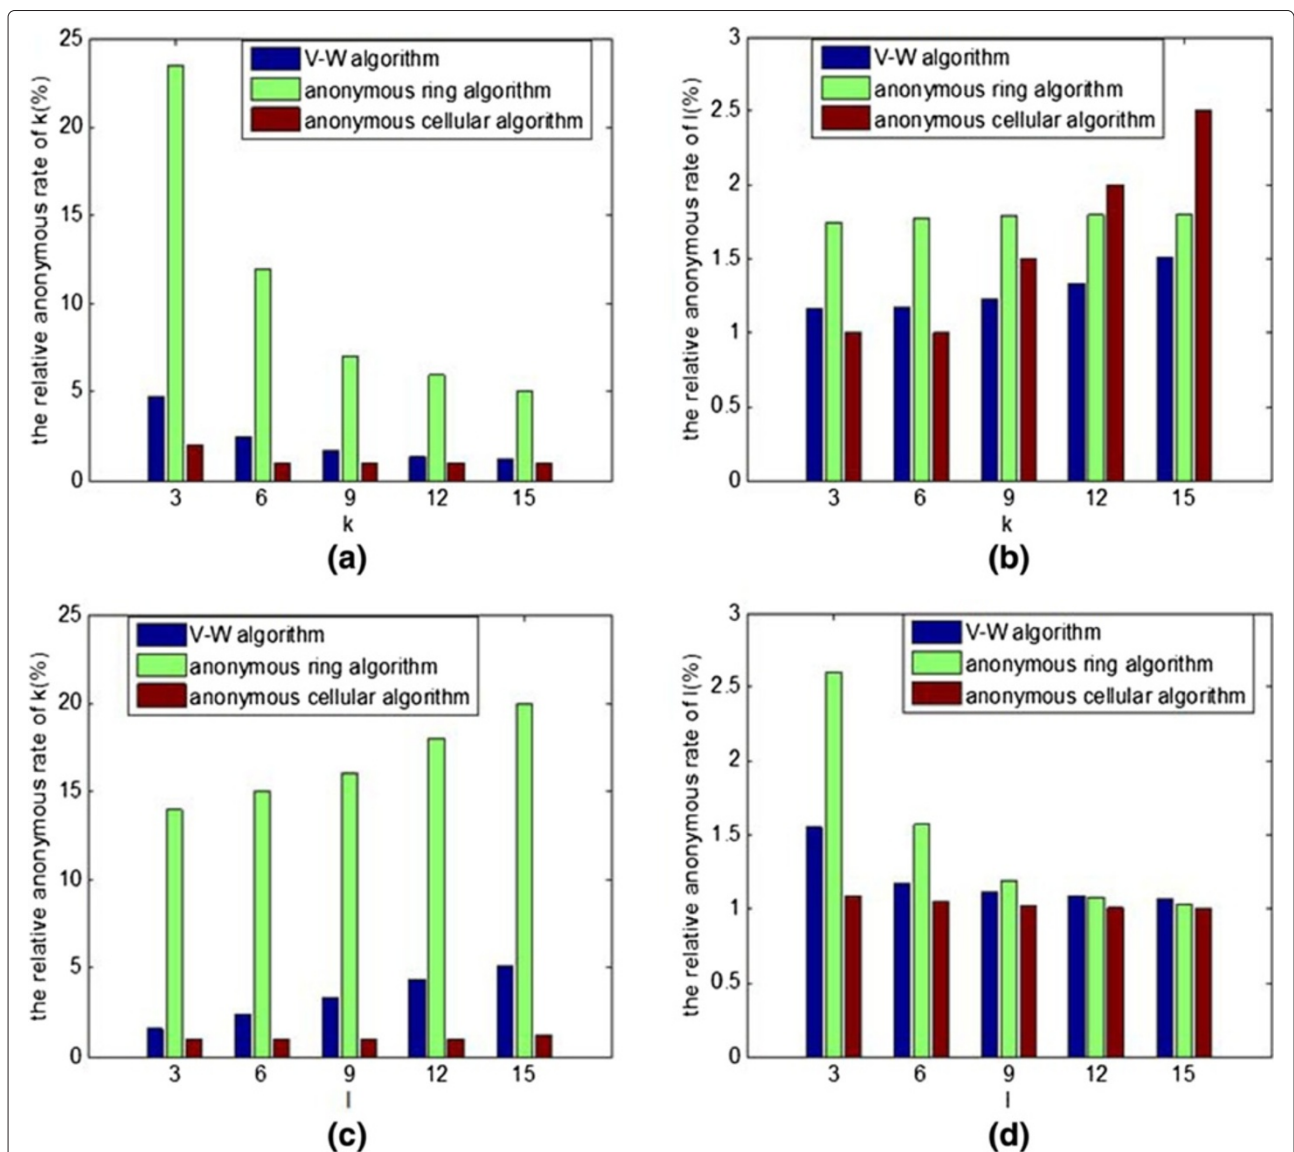 the relative anonymous rate of k(%)
25
20
15
10
5
0
V-W algorithm
anonymous ring algorithm
anonymous cellular algorithm
3 6 9 12 15
k
(a)
the relative anonymous rate of l(%)
3
2.5
2
1.5
1
0.5
0
V-W algorithm
anonymous ring algorithm
anonymous cellular algorithm
3 6 9 12 15
k
(b)
the relative anonymous rate of k(%)
25
20
15
10
5
0
V-W algorithm
anonymous ring algorithm
anonymous cellular algorithm
3 6 9 12 15
l
(c)
the relative anonymous rate of l(%)
3
2.5
2
1.5
1
0.5
0
V-W algorithm
anonymous ring algorithm
anonymous cellular algorithm
3 6 9 12 15
l
(d)